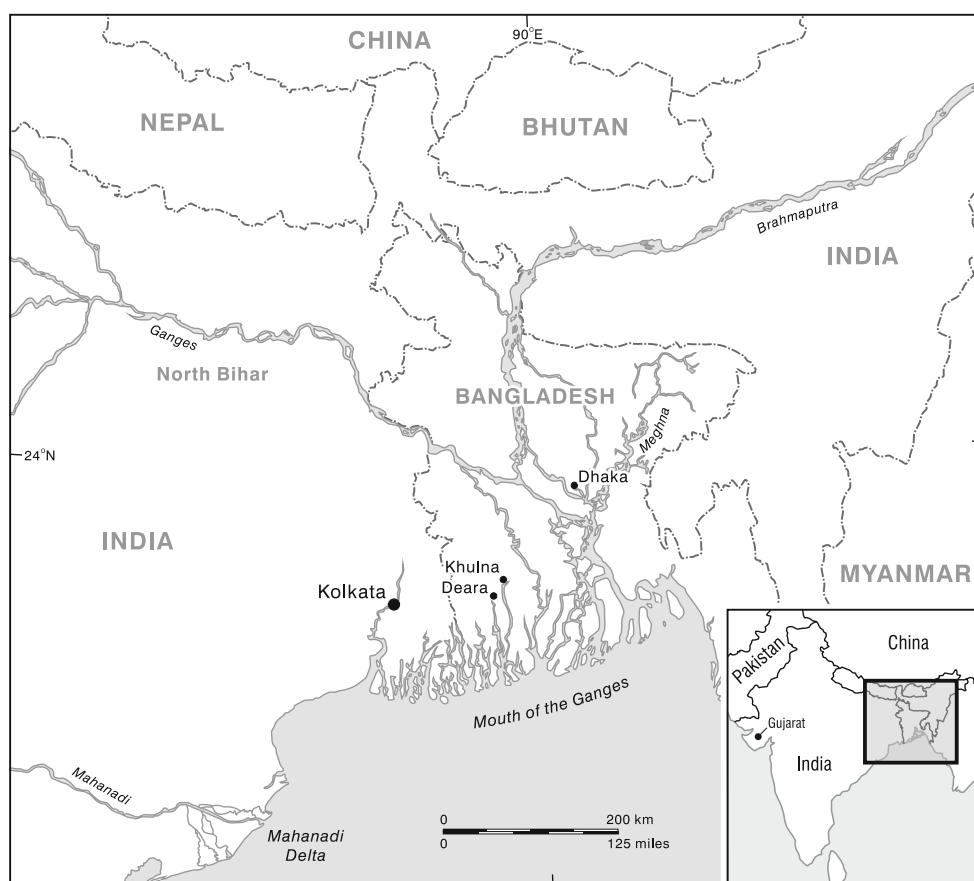 90°E
CHINA
NEPAL
BHUTAN
Brahmaputra
INDIA
Ganges
North Bihar
BANGLADESH
Meghna
24°N
Dhaka
INDIA
Khulna
Deara
Kolkata
MYANMAR
Mouth of the Ganges
Mahanadi
Mahanadi
Delta
0 200 km
0 125 miles
Pakistan
China
Gujarat
India